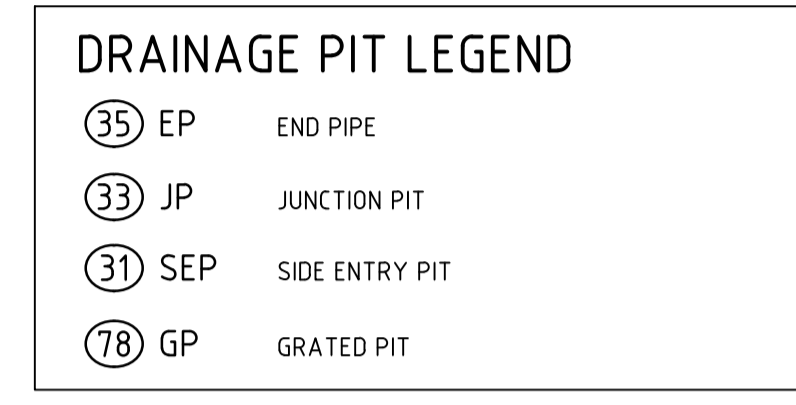 DRAINAGE PIT LEGEND
35 EP END PIPE
33 JP JUNCTION PIT
31 SEP SIDE ENTRY PIT
78 GP GRATED PIT